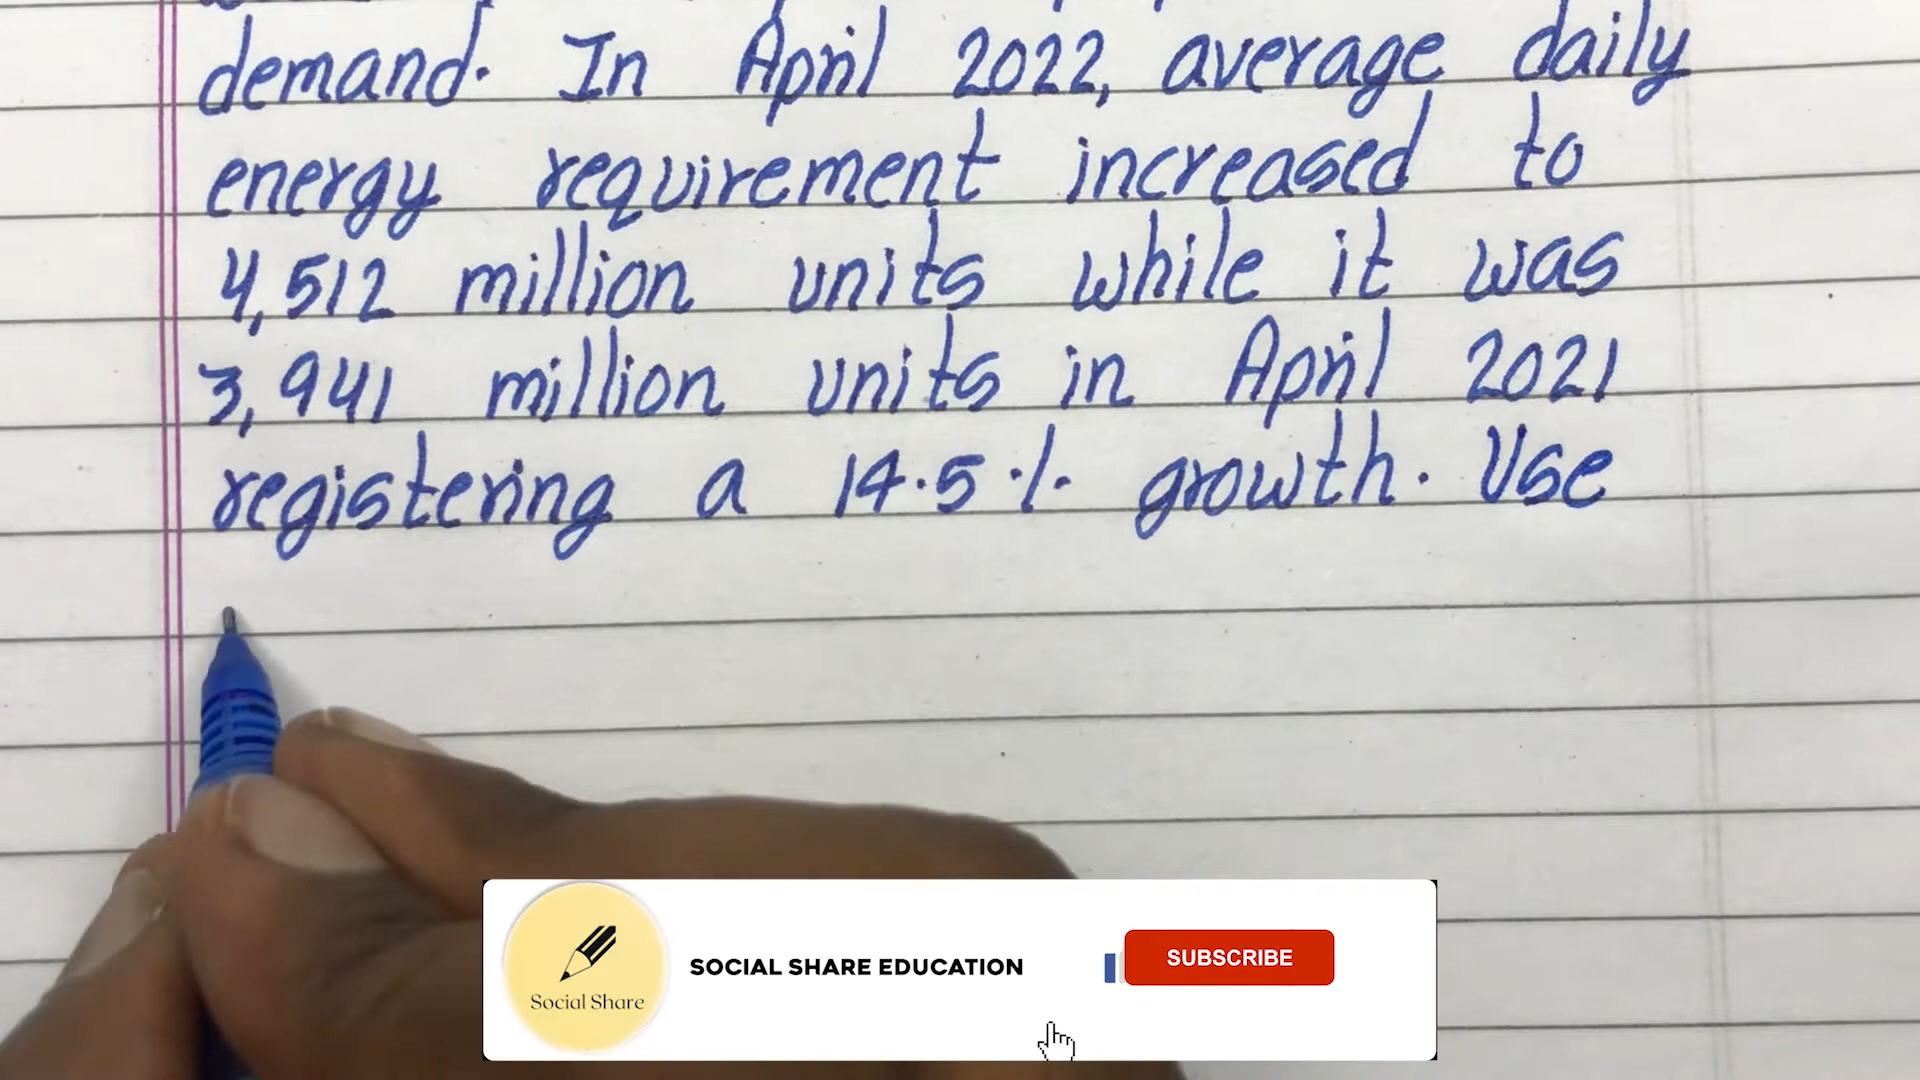 demand. In April 2022, average daily
energy requirement increased to
4,512 million units while it was
3,941 million units in April 2021
registering a 14.5% growth. Use
Social Share
SOCIAL SHARE EDUCATION
SUBSCRIBE